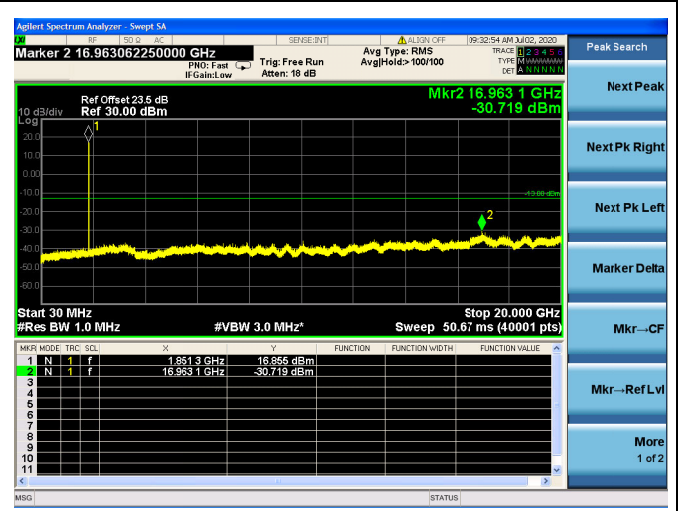 Agilent Spectrum Analyzer - Swept SA
RF 50 Ω AC SENSE:INT ALIGN OFF 09:32:54 AM Jul 02, 2020
Marker 2 16.963062250000 GHz
PNO: Fast
IFGain:Low
Trig: Free Run
Atten: 18 dB
Avg Type: RMS
Avg|Hold:>100/100
TRACE 1 2 3 4 5 6
TYPE M
DET A N N N N N
Peak Search
Next Peak
Next Pk Right
Next Pk Left
Marker Delta
Mkr→CF
Mkr→Ref Lvl
More
1 of 2
Mkr2 16.963 1 GHz
-30.719 dBm
Ref Offset 23.5 dB
10 dB/div Ref 30.00 dBm
Log
20.0
10.0
0.00
-10.0
-20.0
-30.0
-40.0
-50.0
-60.0
1
2
-13.00 dBm
Start 30 MHz Stop 20.000 GHz
#Res BW 1.0 MHz #VBW 3.0 MHz* Sweep 50.67 ms (40001 pts)
MKR MODE TRC SCL X Y FUNCTION FUNCTION WIDTH FUNCTION VALUE
1 N 1 f 1.851 3 GHz 16.855 dBm
2 N 1 f 16.963 1 GHz -30.719 dBm
3
4
5
6
7
8
9
10
11
MSG STATUS